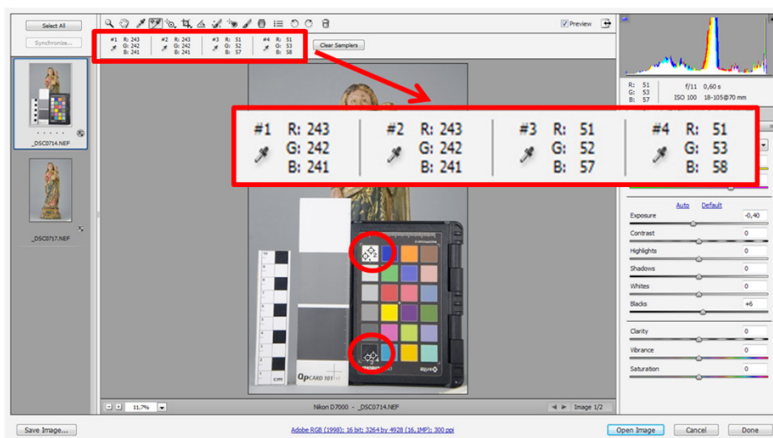 Select All
Synchronize...
Preview
#1 R: 243 #2 R: 243 #3 R: 51 #4 R: 51
G: 242 G: 242 G: 52 G: 53
B: 241 B: 241 B: 57 B: 58
Clear Samplers
R: 51 f/11 0,60 s
G: 53
B: 57 ISO 100 18-105@70 mm
#1 R: 243 #2 R: 243 #3 R: 51 #4 R: 51
G: 242 G: 242 G: 52 G: 53
B: 241 B: 241 B: 57 B: 58
_DSC0714.NEF
_DSC0717.NEF
Auto Default
Exposure -0,40
Contrast 0
Highlights 0
Shadows 0
Whites 0
Blacks +6
Clarity 0
Vibrance 0
Saturation 0
cm
QPCARD 101
x-rite
11.7%
Nikon D7000 - _DSC0714.NEF
Image 1/2
Save Image...
Adobe RGB (1998); 16 bit; 3264 by 4928 (16,1MP); 300 ppi
Open Image
Cancel
Done